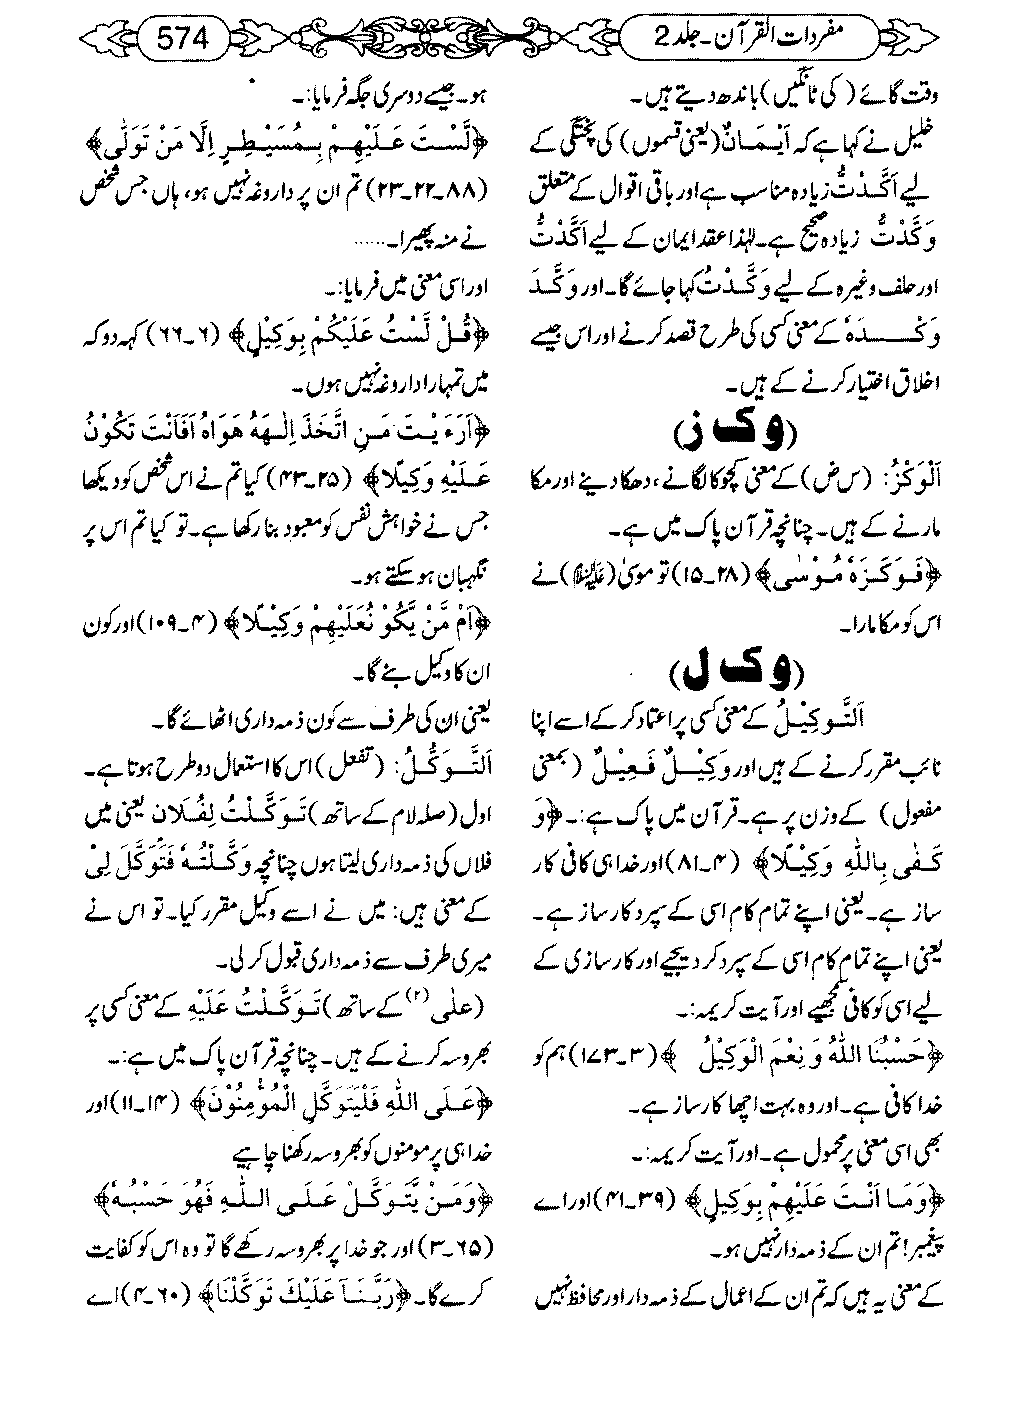 مفردات القرآن۔جلد 2
574
وقت گائے (کی ٹانگیں) باندھ دیتے ہیں۔
خلیل نے کہا ہے کہ اَیْمَانٌ (یعنی قسموں) کی پختگی کے
لیے اَکَّدْتُّ زیادہ مناسب ہے اور باقی اقوال کے متعلق
وَکَّدْتُّ زیادہ صحیح ہے۔ لہٰذا عقد ایمان کے لیے اَکَّدْتُّ
اور حلف وغیرہ کے لیے وَکَّدْتُ کہا جائے گا۔ اور وَکَّدَ
وَکْدَہٗ کے معنی کسی کی طرح قصد کرنے اور اس جیسے
اخلاق اختیار کرنے کے ہیں۔
(و ک ز)
اَلْوَکْزُ: (س ض) کے معنی کچوکا لگانے، دھکا دینے اور مکا
مارنے کے ہیں۔ چنانچہ قرآن پاک میں ہے۔
﴿فَوَکَزَہٗ مُوْسٰی﴾ (۲۸۔۱۵) تو موسیٰ (علیہ السلام) نے
اس کو مکا مارا۔
(و ک ل)
اَلتَّوْکِیْلُ کے معنی کسی پر اعتماد کر کے اسے اپنا
نائب مقرر کرنے کے ہیں اور وَکِیْلٌ فَعِیْلٌ (بمعنی
مفعول) کے وزن پر ہے۔ قرآن میں پاک ہے:۔ ﴿وَ
کَفٰی بِاللّٰهِ وَکِیْلًا﴾ (۴۔۸۱) اور خدا ہی کافی کار
ساز ہے۔ یعنی اپنے تمام کام اسی کے سپرد کار ساز ہے۔
یعنی اپنے تمام کام اسی کے سپرد کر دیجیے اور کار سازی کے
لیے اسی کو کافی سمجھیے اور آیت کریمہ:۔
﴿حَسْبُنَا اللّٰهُ وَنِعْمَ الْوَکِیْلُ﴾ (۳۔۱۷۳) ہم کو
خدا کافی ہے۔ اور وہ بہت اچھا کار ساز ہے۔
بھی اسی معنی پر محمول ہے۔ اور آیت کریمہ:۔
﴿وَمَا اَنْتَ عَلَیْهِمْ بِوَکِیْلٍ﴾ (۳۹۔۴۱) اور اے
پیغمبر! تم ان کے ذمہ دار نہیں ہو۔
کے معنی یہ ہیں کہ تم ان کے اعمال کے ذمہ دار اور محافظ نہیں
ہو۔ جیسے دوسری جگہ فرمایا:۔
﴿لَسْتَ عَلَیْهِمْ بِمُسَیْطِرٍ اِلَّا مَنْ تَوَلّٰی﴾
(۸۸۔۲۲۔۲۳) تم ان پر داروغہ نہیں ہو، ہاں جس شخص
نے منہ پھیرا۔......
اور اسی معنی میں فرمایا:۔
﴿قُلْ لَّسْتُ عَلَیْکُمْ بِوَکِیْلٍ﴾ (۶۔۶۶) کہہ دو کہ
میں تمہارا داروغہ نہیں ہوں۔
﴿اَرَءَیْتَ مَنِ اتَّخَذَ اِلٰهَهٗ هَوَاهُ اَفَاَنْتَ تَکُوْنُ
عَلَیْهِ وَکِیْلًا﴾ (۲۵۔۴۳) کیا تم نے اس شخص کو دیکھا
جس نے خواہش نفس کو معبود بنا رکھا ہے۔ تو کیا تم اس پر
نگہبان ہو سکتے ہو۔
﴿اَمْ مَّنْ یَّکُوْ نُعَلَیْهِمْ وَکِیْلًا﴾ (۴۔۱۰۹) اور کون
ان کا وکیل بنے گا۔
یعنی ان کی طرف سے کون ذمہ داری اٹھائے گا۔
اَلتَّوَکُّلُ: (تفعل) اس کا استعمال دو طرح ہوتا ہے۔
اول (صلہ لام کے ساتھ) تَوَکَّلْتُ لِفُلَانٍ یعنی میں
فلاں کی ذمہ داری لیتا ہوں چنانچہ وَکَّلْتُهٗ فَتَوَکَّلَ لِیْ
کے معنی ہیں: میں نے اسے وکیل مقرر کیا۔ تو اس نے
میری طرف سے ذمہ داری قبول کر لی۔
(علٰی (۲) کے ساتھ) تَوَکَّلْتُ عَلَیْهِ کے معنی کسی پر
بھروسہ کرنے کے ہیں۔ چنانچہ قرآن پاک میں ہے:۔
﴿عَلَی اللّٰهِ فَلْیَتَوَکَّلِ الْمُؤْمِنُوْنَ﴾ (۱۴۔۱۱) اور
خدا ہی پر مومنوں کو بھروسہ رکھنا چاہیے
﴿وَمَنْ یَّتَوَکَّلْ عَلَی اللّٰهِ فَهُوَ حَسْبُهٗ﴾
(۶۵۔۳) اور جو خدا پر بھروسہ رکھے گا تو وہ اس کو کفایت
کرے گا۔ ﴿رَبَّنَا عَلَیْكَ تَوَکَّلْنَا﴾ (۶۰۔۴) اے